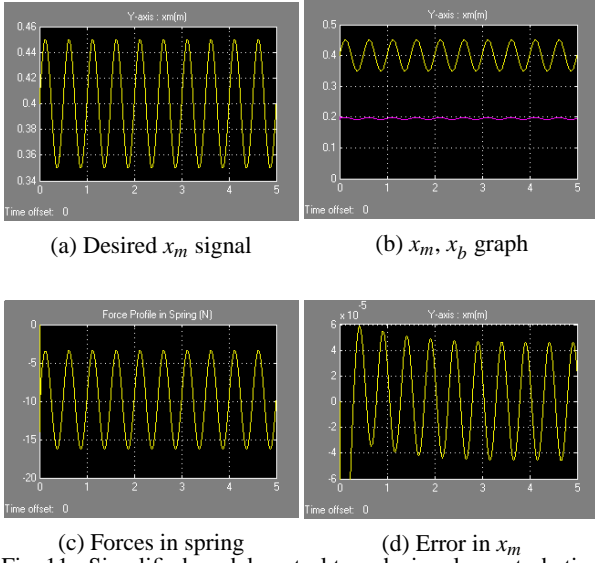 Y-axis : xm(m)
0.46
0.44
0.42
0.4
0.38
0.36
0.34
0 1 2 3 4 5
Time offset: 0
(a) Desired xm signal
Y-axis : xm(m)
0.5
0.4
0.3
0.2
0.1
0
0 1 2 3 4 5
Time offset: 0
(b) xm, xb graph
Force Profile in Spring (N)
0
-5
-10
-15
-20
0 1 2 3 4 5
Time offset: 0
(c) Forces in spring
x 10 -5
Y-axis : xm(m)
6
4
2
0
-2
-4
-6
0 1 2 3 4 5
Time offset: 0
(d) Error in xm